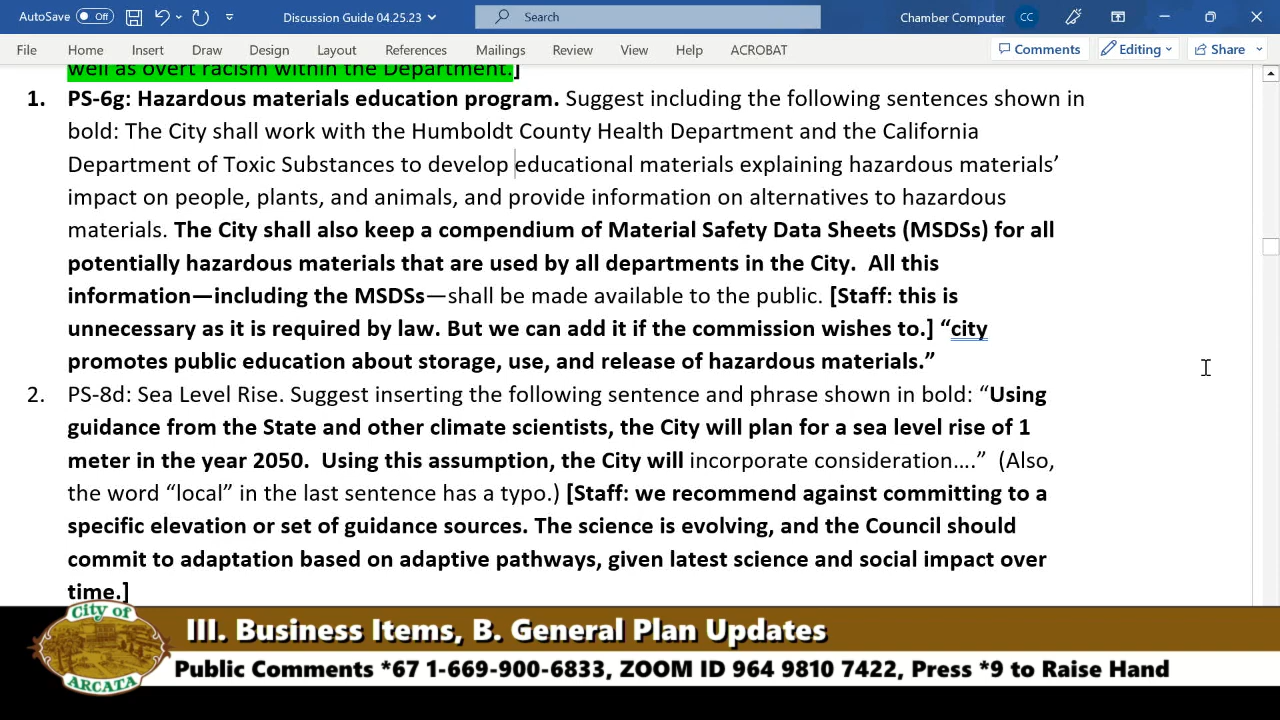 AutoSave Off Discussion Guide 04.25.23 Search Chamber Computer CC
File Home Insert Draw Design Layout References Mailings Review View Help ACROBAT Comments Editing Share
well as overt racism within the Department.]
1. PS-6g: Hazardous materials education program. Suggest including the following sentences shown in
bold: The City shall work with the Humboldt County Health Department and the California
Department of Toxic Substances to develop educational materials explaining hazardous materials’
impact on people, plants, and animals, and provide information on alternatives to hazardous
materials. The City shall also keep a compendium of Material Safety Data Sheets (MSDSs) for all
potentially hazardous materials that are used by all departments in the City. All this
information—including the MSDSs—shall be made available to the public. [Staff: this is
unnecessary as it is required by law. But we can add it if the commission wishes to.] “city
promotes public education about storage, use, and release of hazardous materials.”
2. PS-8d: Sea Level Rise. Suggest inserting the following sentence and phrase shown in bold: “Using
guidance from the State and other climate scientists, the City will plan for a sea level rise of 1
meter in the year 2050. Using this assumption, the City will incorporate consideration….” (Also,
the word “local” in the last sentence has a typo.) [Staff: we recommend against committing to a
specific elevation or set of guidance sources. The science is evolving, and the Council should
commit to adaptation based on adaptive pathways, given latest science and social impact over
time.]
City of
ARCATA
III. Business Items, B. General Plan Updates
Public Comments *67 1-669-900-6833, ZOOM ID 964 9810 7422, Press *9 to Raise Hand